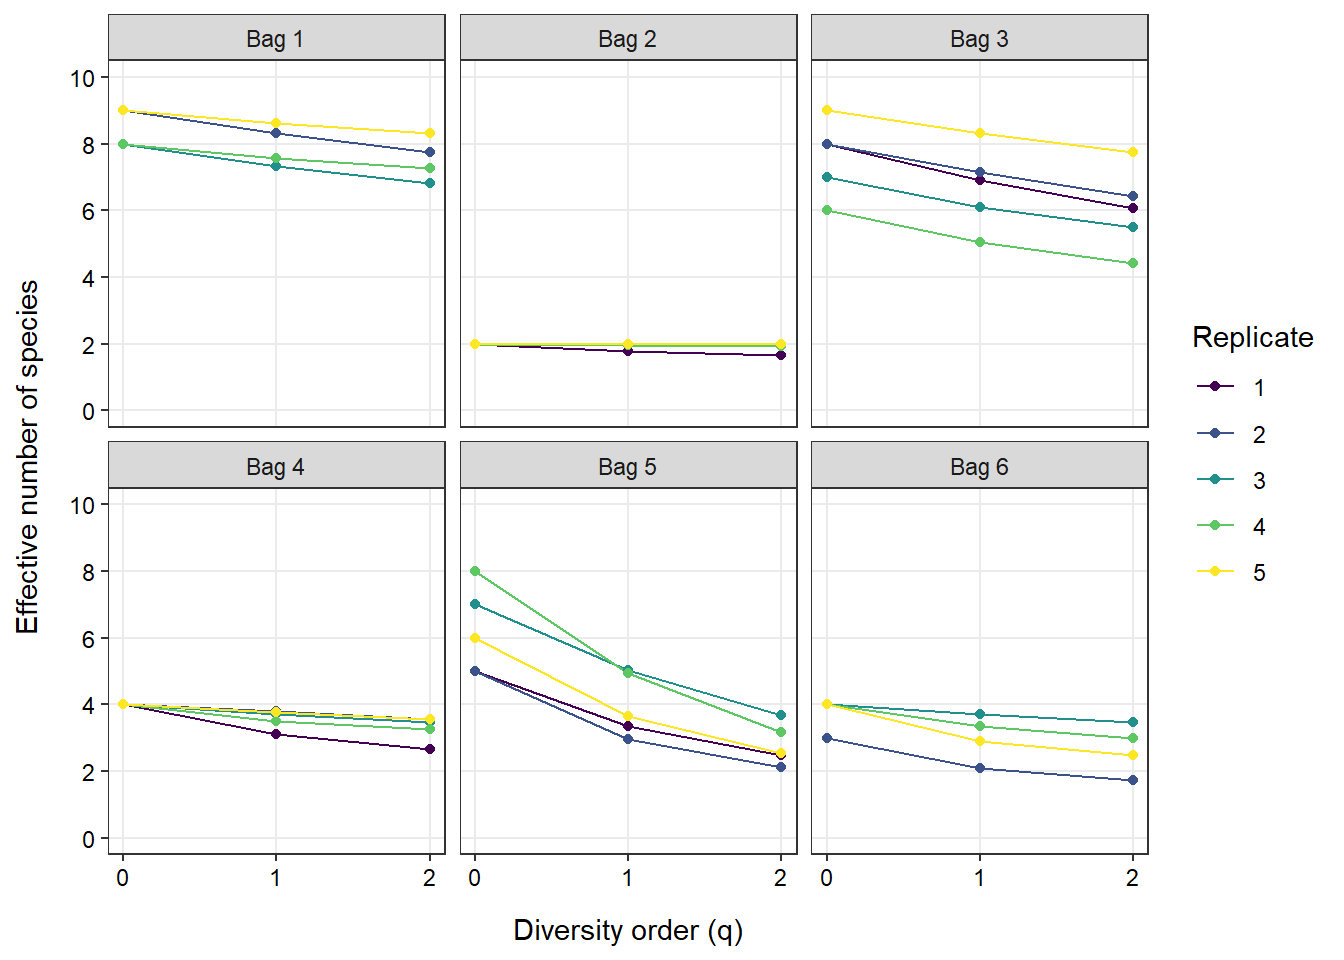 Bag 1 Bag 2 Bag 3
10
8
6
4
2
0
Bag 4 Bag 5 Bag 6
10
8
6
4
2
0
0 1 2 0 1 2 0 1 2
Diversity order (q)
Effective number of species
Replicate
1
2
3
4
5